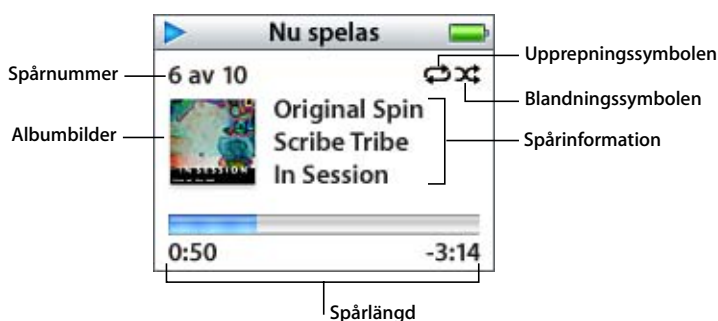 Nu spelas
Upprepningssymbolen
Spårnummer
6 av 10
Blandningssymbolen
Albumbilder
Original Spin
Scribe Tribe
In Session
Spårinformation
IN SESSION
0:50
-3:14
Spårlängd